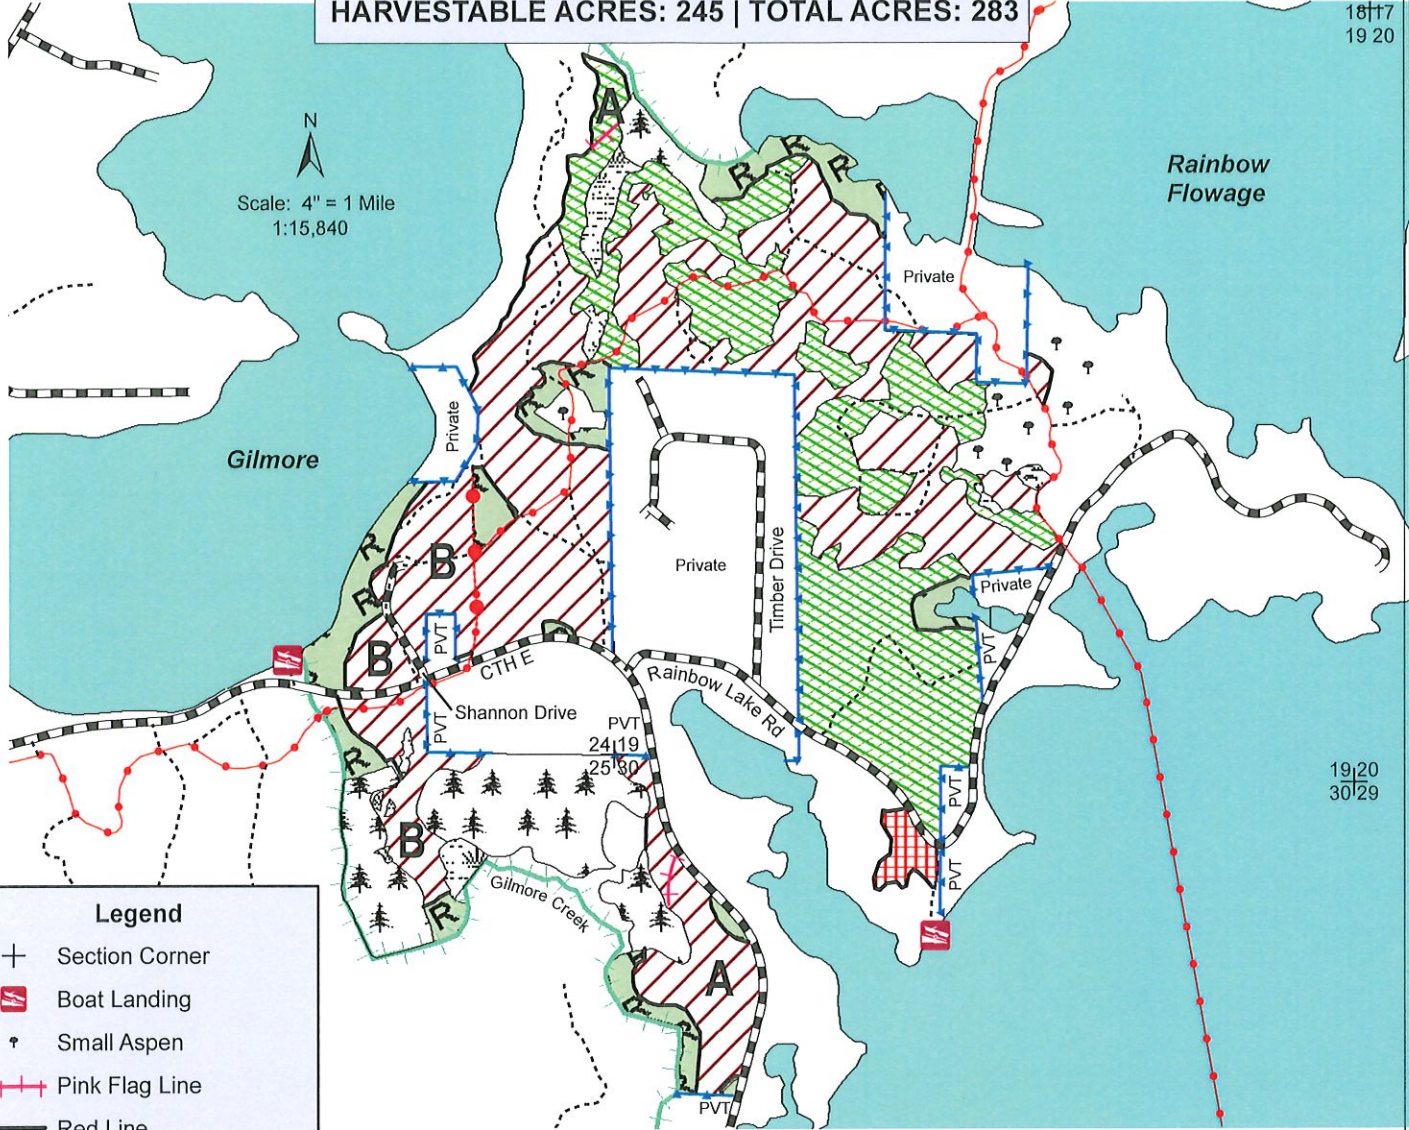 HARVESTABLE ACRES: 245 | TOTAL ACRES: 283
18 17
19 20
N
Scale: 4" = 1 Mile
1:15,840
Rainbow
Flowage
A
R
R
R
Private
R
Private
Gilmore
R
B
R
Private
Timber Drive
Private
PVT
B
PVT
CTH E
Rainbow Lake Rd
Shannon Drive
PVT
PVT
24 19
25 30
R
19 20
30 29
PVT
B
PVT
Gilmore Creek
R
A
PVT
Legend
Section Corner
Boat Landing
Small Aspen
Pink Flag Line
Red Line